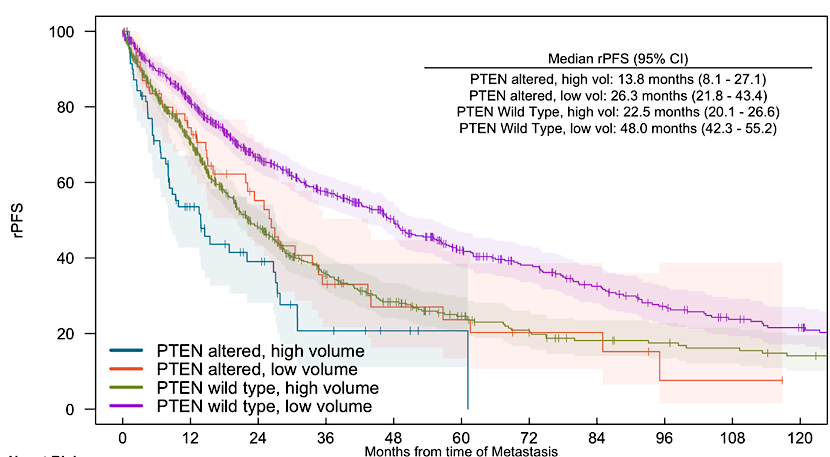 Median rPFS (95% CI)
PTEN altered, high vol: 13.8 months (8.1 - 27.1)
PTEN altered, low vol: 26.3 months (21.8 - 43.4)
PTEN Wild Type, high vol: 22.5 months (20.1 - 26.6)
PTEN Wild Type, low vol: 48.0 months (42.3 - 55.2)
rPFS
100
80
60
40
20
0
PTEN altered, high volume
PTEN altered, low volume
PTEN wild type, high volume
PTEN wild type, low volume
0 12 24 36 48 60 72 84 96 108 120
Months from time of Metastasis